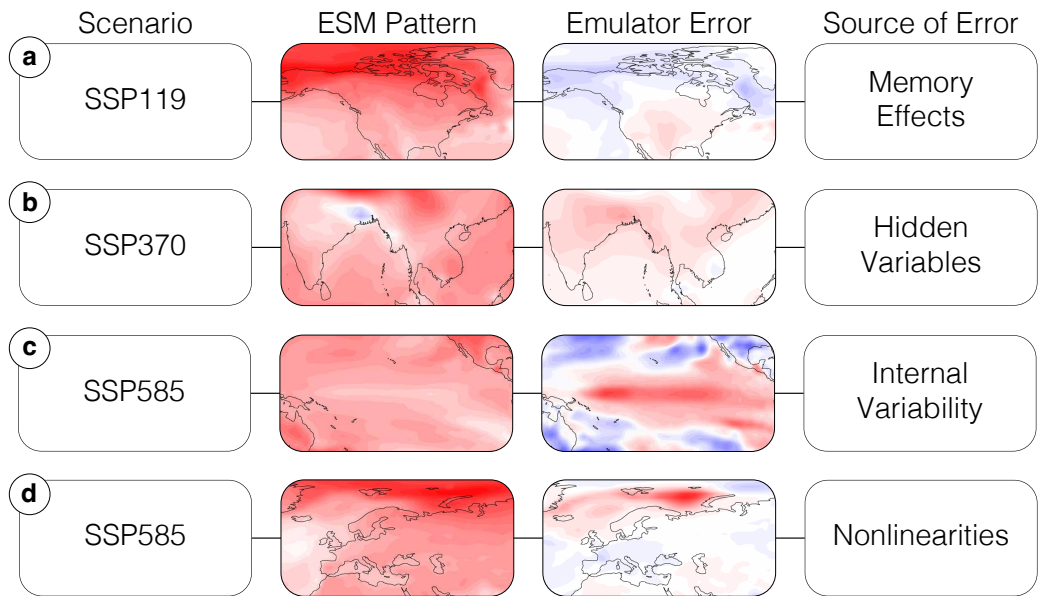 Scenario ESM Pattern Emulator Error Source of Error
a
SSP119
Memory
Effects
b
SSP370
Hidden
Variables
c
SSP585
Internal
Variability
d
SSP585
Nonlinearities